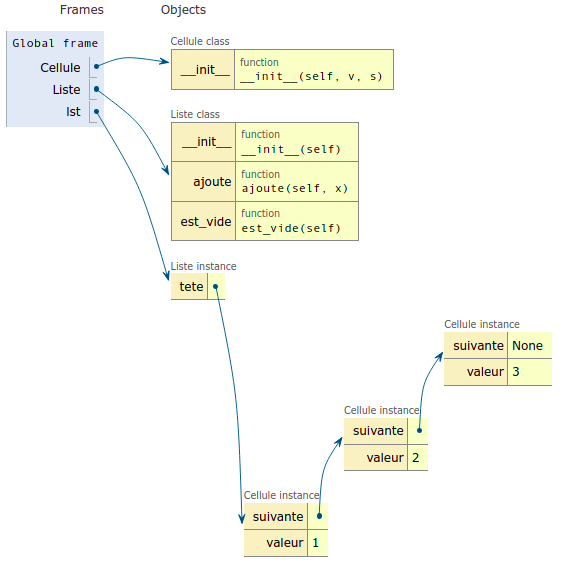 Frames Objects
Global frame
Cellule
Liste
lst
Cellule class
__init__ function
__init__(self, v, s)
Liste class
__init__ function
__init__(self)
ajoute function
ajoute(self, x)
est_vide function
est_vide(self)
Liste instance
tete
Cellule instance
suivante None
valeur 3
Cellule instance
suivante
valeur 2
Cellule instance
suivante
valeur 1